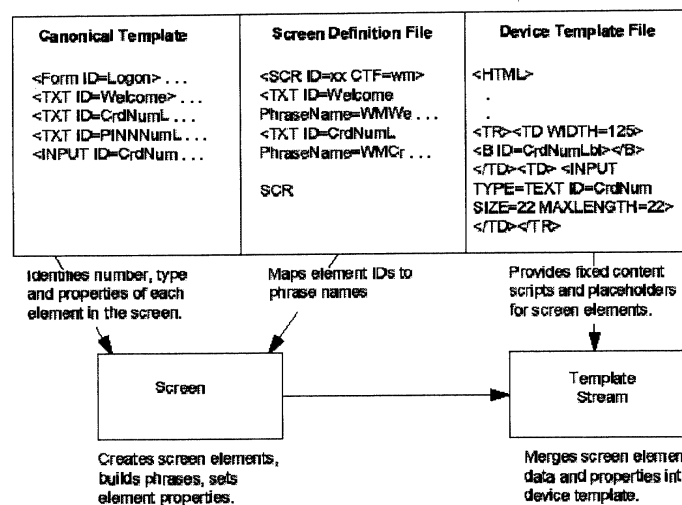 Canonical Template
<Form ID=Logon> . . .
<TXT ID=Welcome> . . .
<TXT ID=CrdNumL . . .
<TXT ID=PINNNumL . . .
<INPUT ID=CrdNum . . .
Screen Definition File
<SCR ID=xx CTF=wm>
<TXT ID=Welcome
PhraseName=WMWe . . .
<TXT ID=CrdNumL
PhraseName=WMCr . . .
SCR
Device Template File
<HTML>
.
.
<TR><TD WIDTH=125>
<B ID=CrdNumLbl></B>
</TD><TD> <INPUT
TYPE=TEXT ID=CrdNum
SIZE=22 MAXLENGTH=22>
</TD></TR>
Identifies number, type
and properties of each
element in the screen.
Maps element IDs to
phrase names
Provides fixed content
scripts and placeholders
for screen elements.
Screen
Template
Stream
Creates screen elements,
builds phrases, sets
element properties.
Merges screen elemen
data and properties int
device template.